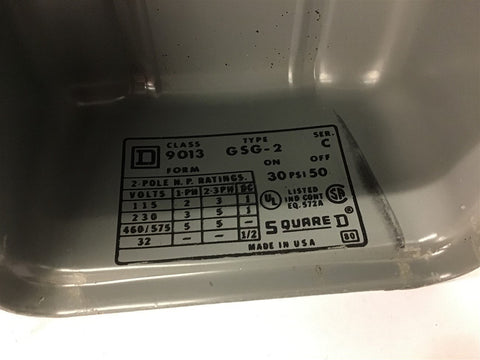 CLASS 9013 TYPE GSG-2 SER. C
FORM ON OFF
30 PSI 50
2-POLE H.P. RATINGS
VOLTS 1-PH 2-3PH DC
115 2 3 1
230 3 5 1
460/575 5 5 -
32 - - 1/2
UL LISTED IND CONT EQ. 572A SA
SQUARE D
MADE IN USA 80